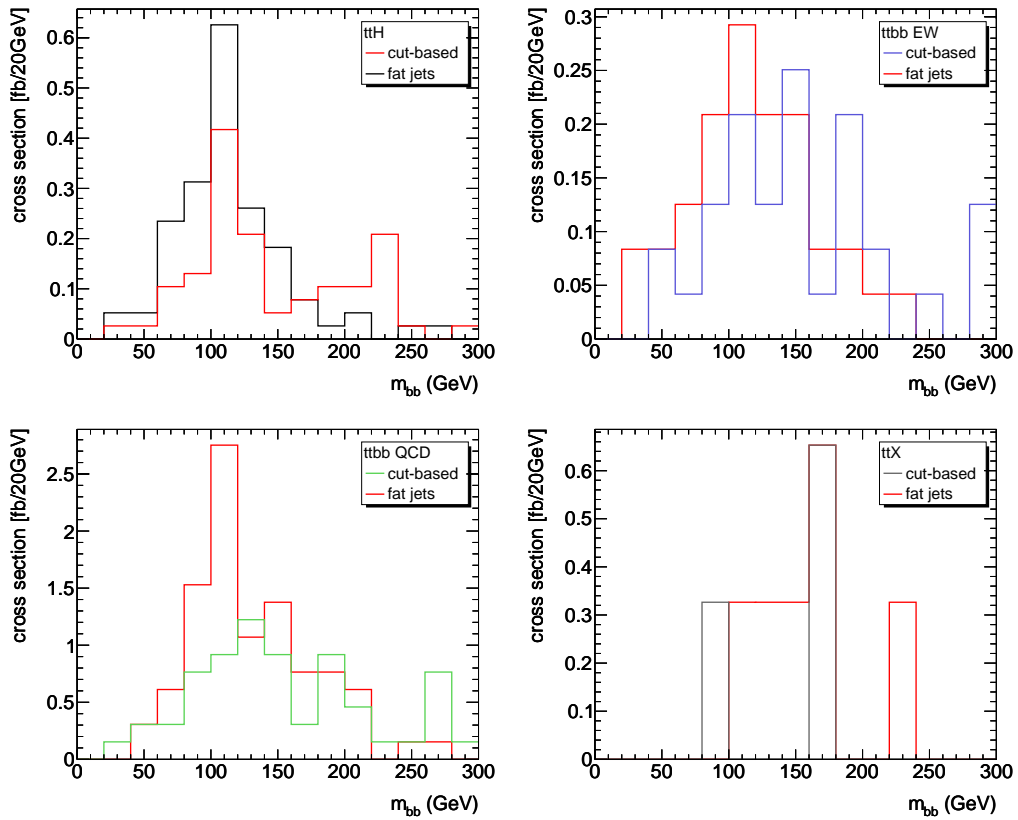 cross section [fb/20GeV]
0.6
0.5
0.4
0.3
0.2
0.1
0
ttH
cut-based
fat jets
0 50 100 150 200 250 300
m_bb (GeV)
cross section [fb/20GeV]
0.3
0.25
0.2
0.15
0.1
0.05
0
ttbb EW
cut-based
fat jets
0 50 100 150 200 250 300
m_bb (GeV)
cross section [fb/20GeV]
2.5
2
1.5
1
0.5
0
ttbb QCD
cut-based
fat jets
0 50 100 150 200 250 300
m_bb (GeV)
cross section [fb/20GeV]
0.6
0.5
0.4
0.3
0.2
0.1
0
ttX
cut-based
fat jets
0 50 100 150 200 250 300
m_bb (GeV)